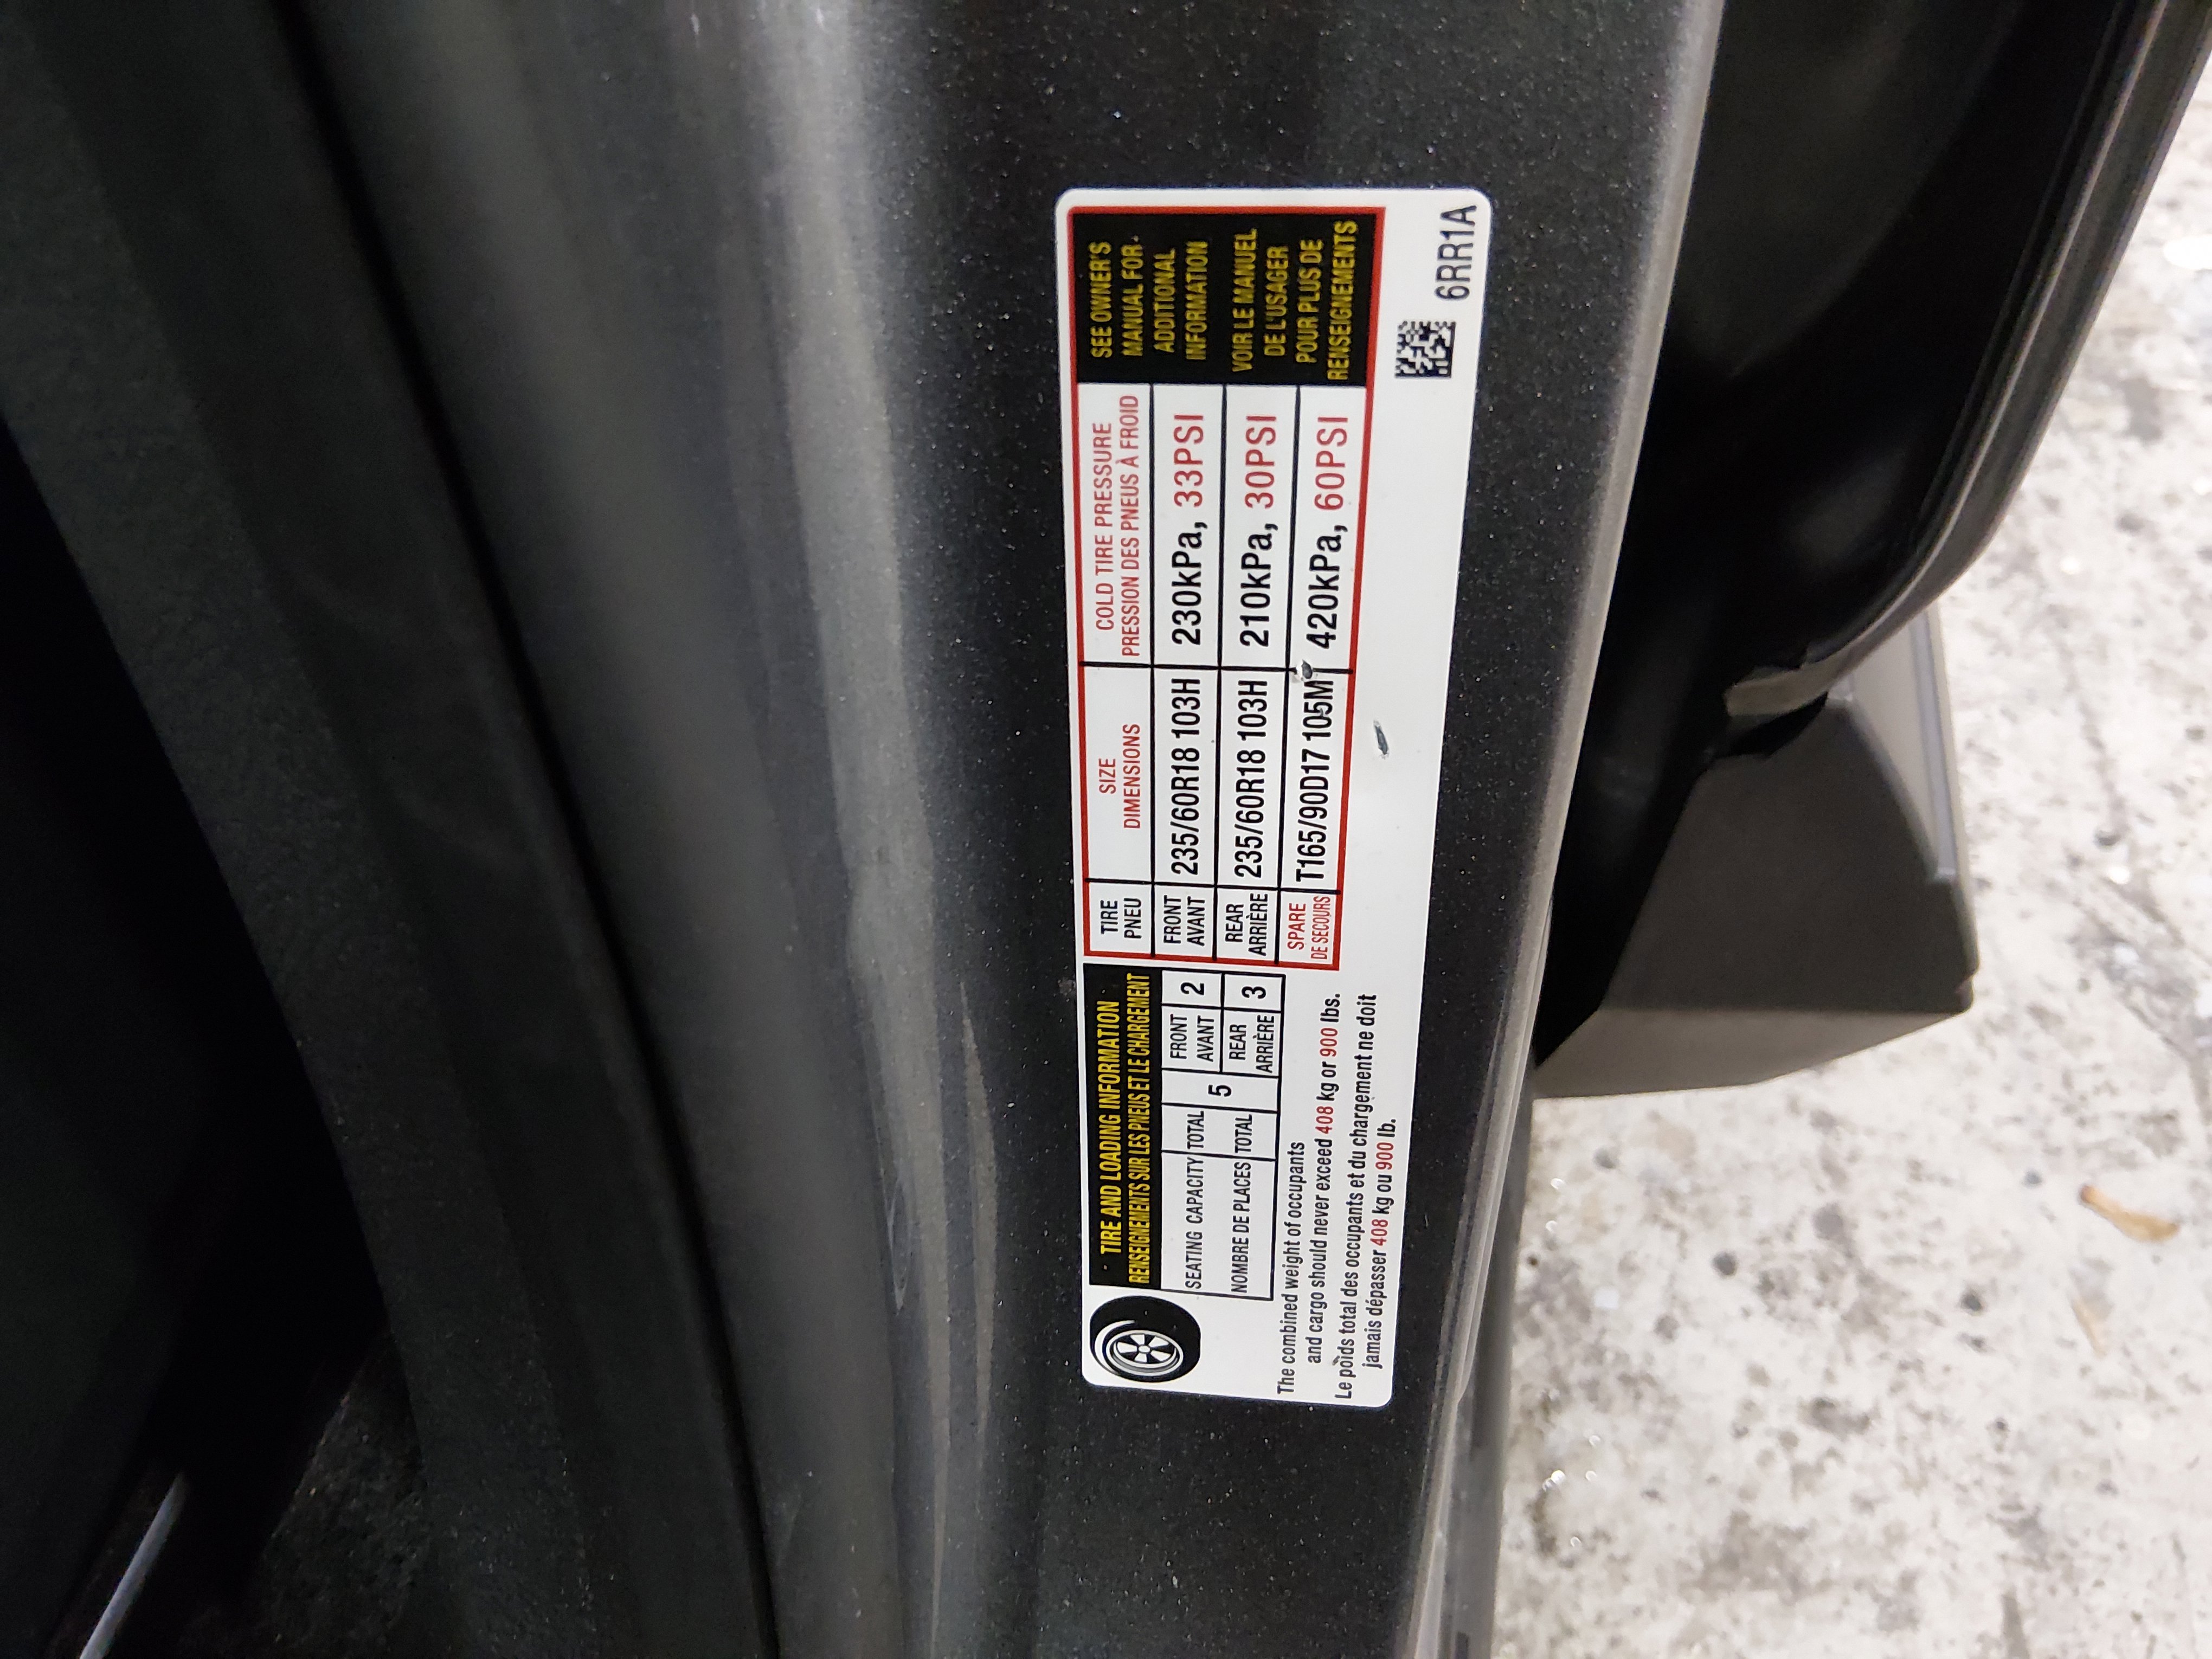 TIRE AND LOADING INFORMATION
RENSEIGNEMENTS SUR LES PNEUS ET LE CHARGEMENT
SEATING CAPACITY TOTAL 5 FRONT AVANT 2
NOMBRE DE PLACES TOTAL REAR ARRIÈRE 3
The combined weight of occupants
and cargo should never exceed 408 kg or 900 lbs.
Le poids total des occupants et du chargement ne doit
jamais dépasser 408 kg ou 900 lb.
TIRE
PNEU
SIZE
DIMENSIONS
COLD TIRE PRESSURE
PRESSION DES PNEUS À FROID
FRONT
AVANT
235/60R18 103H
230kPa, 33PSI
REAR
ARRIÈRE
235/60R18 103H
210kPa, 30PSI
SPARE
DE SECOURS
T165/90D17 105M
420kPa, 60PSI
SEE OWNER'S
MANUAL FOR
ADDITIONAL
INFORMATION
VOIR LE MANUEL
DE L'USAGER
POUR PLUS DE
RENSEIGNEMENTS
6RR1A